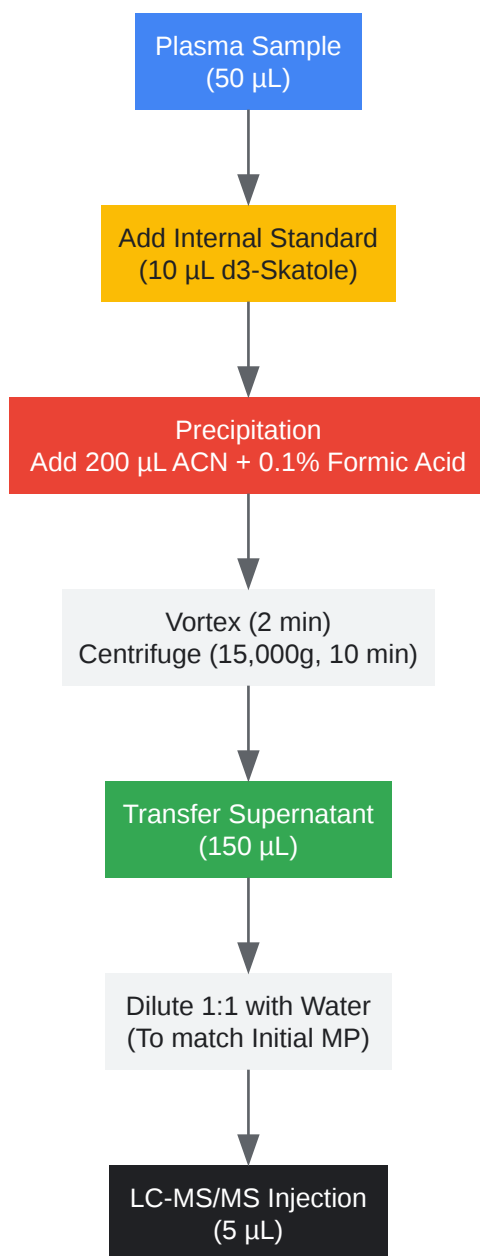 Plasma Sample
(50 µL)
Add Internal Standard
(10 µL d3-Skatole)
Precipitation
Add 200 µL ACN + 0.1% Formic Acid
Vortex (2 min)
Centrifuge (15,000g, 10 min)
Transfer Supernatant
(150 µL)
Dilute 1:1 with Water
(To match Initial MP)
LC-MS/MS Injection
(5 µL)